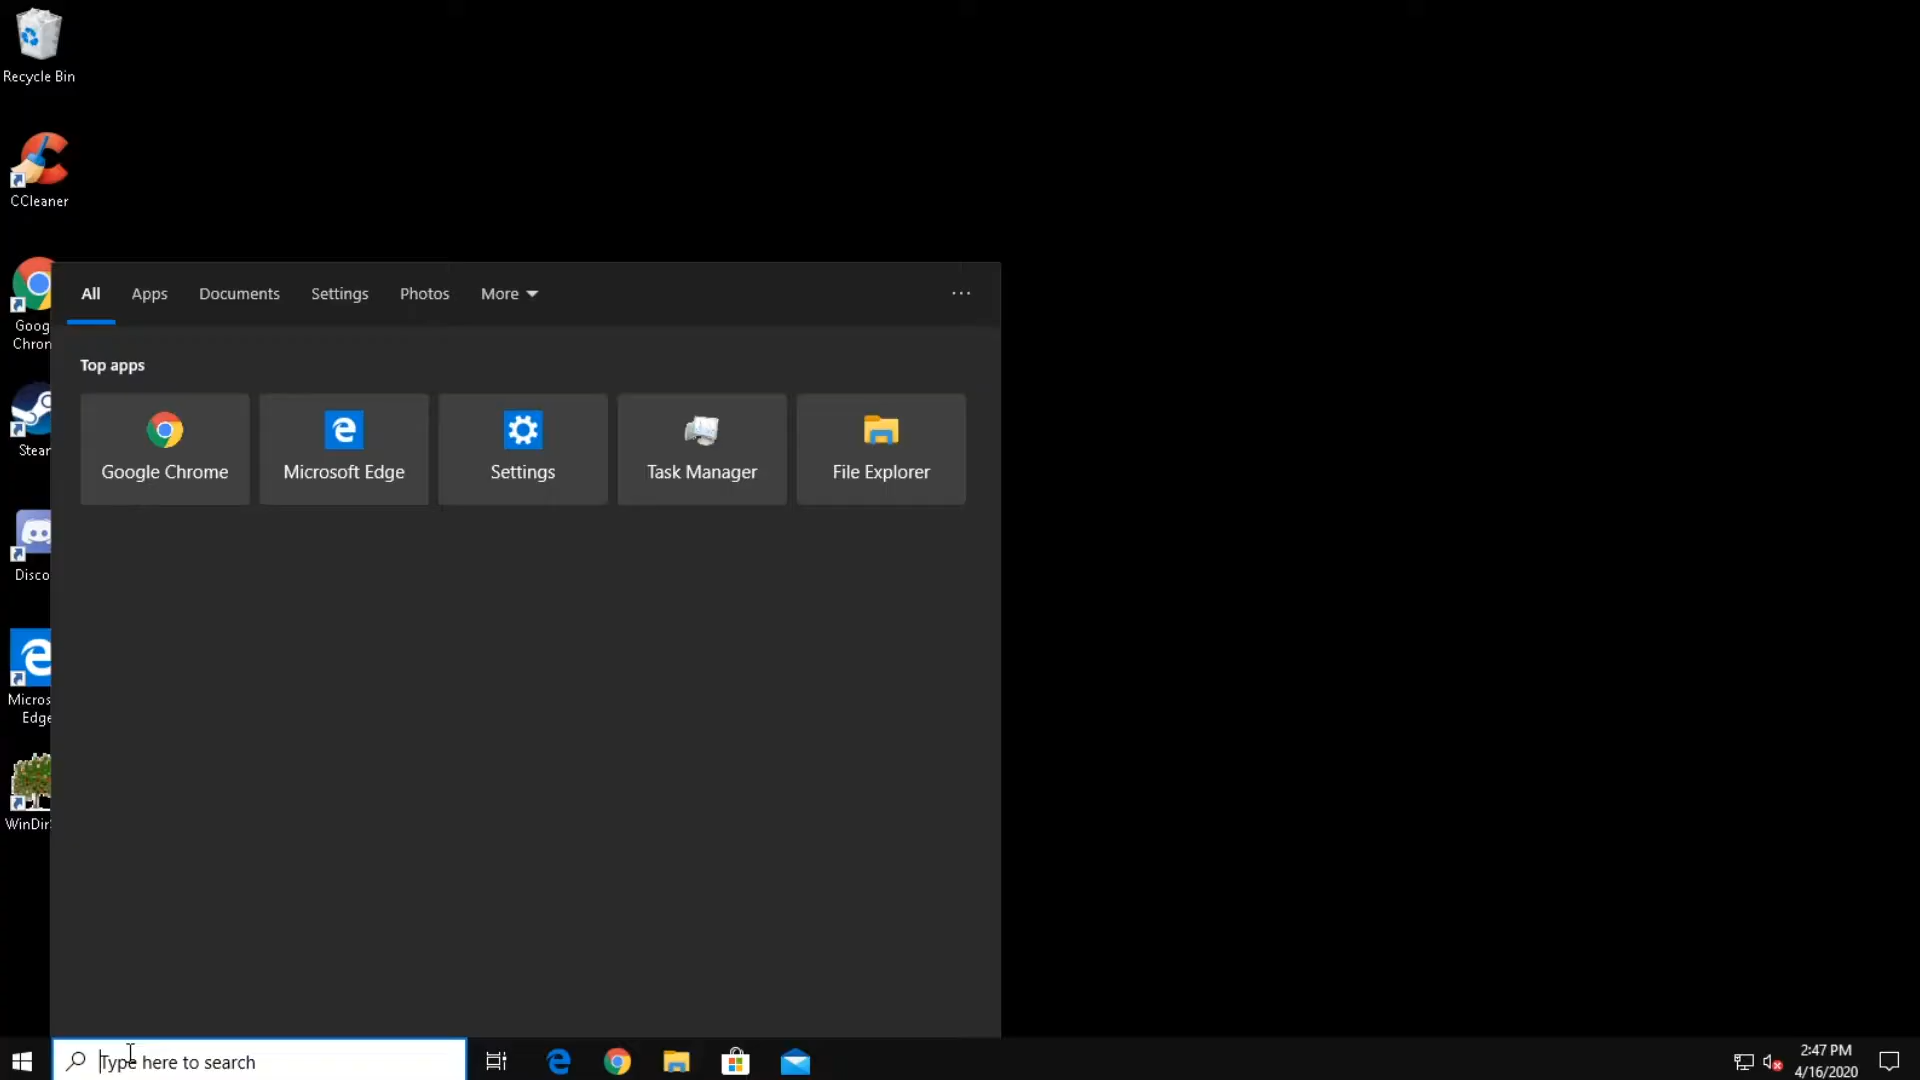 Recycle Bin
CCleaner
Goog
Chron
Stear
Disco
Micros
Edge
WinDir
All Apps Documents Settings Photos More
Top apps
Google Chrome Microsoft Edge Settings Task Manager File Explorer
Type here to search
2:47 PM
4/16/2020